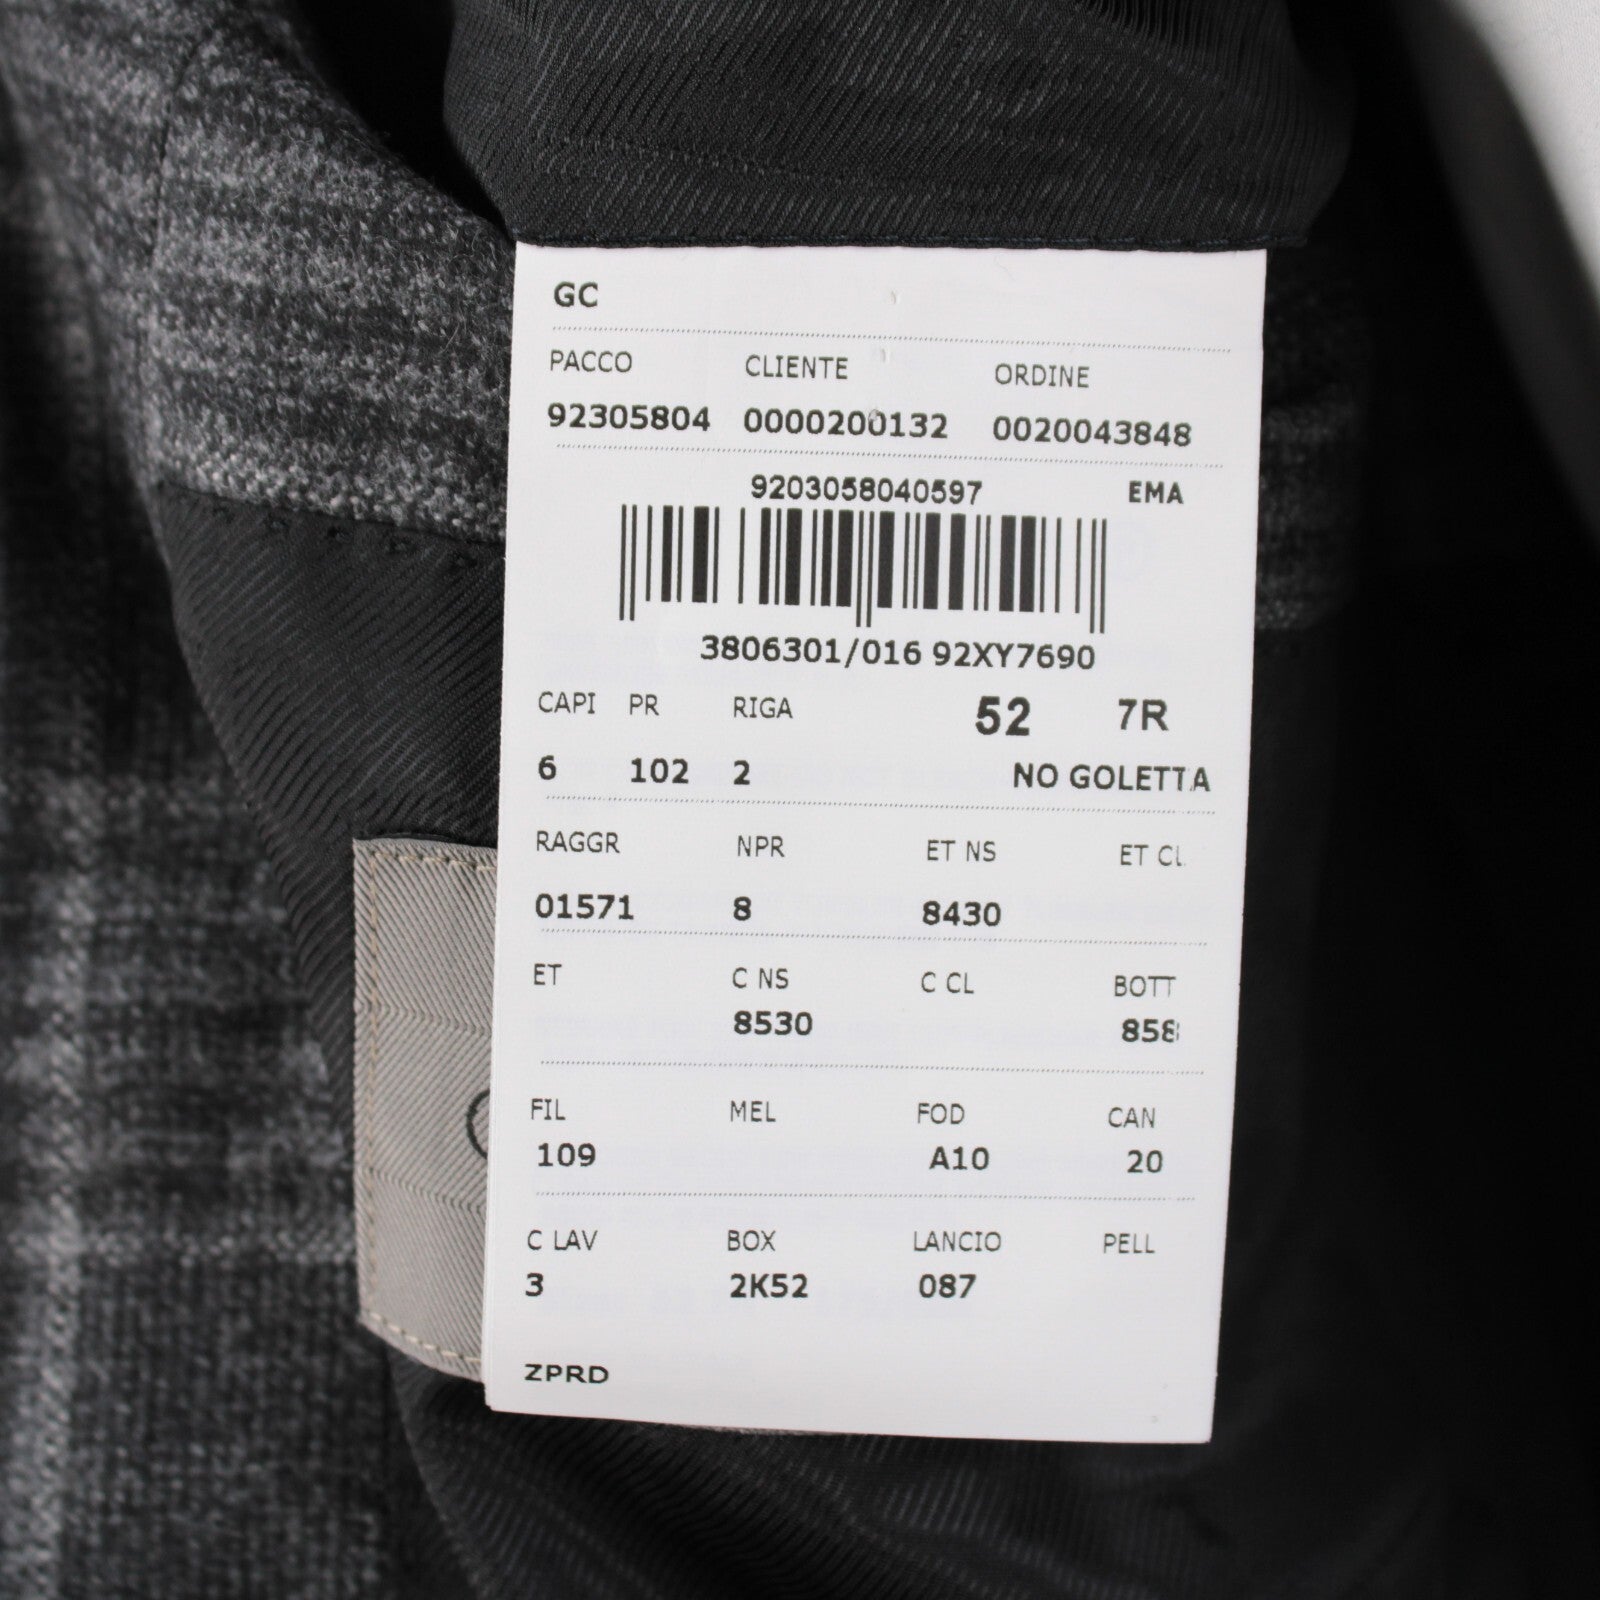 GC
PACCO CLIENTE ORDINE
92305804 0000200132 0020043848
9203058040597 EMA
3806301/016 92XY7690
CAPI PR RIGA 52 7R
6 102 2 NO GOLETTA
RAGGR NPR ET NS ET CL
01571 8 8430
ET C NS C CL BOTT
8530
FIL MEL FOD CAN
109 A10 20
C LAV BOX LANCIO PELL
3 2K52 087
ZPRD